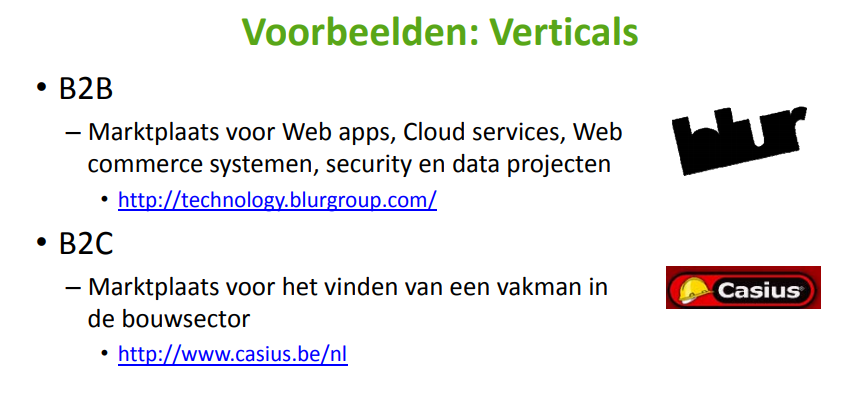 Voorbeelden: Verticals
• B2B
– Marktplaats voor Web apps, Cloud services, Web
commerce systemen, security en data projecten
• http://technology.blurgroup.com/
blur
• B2C
– Marktplaats voor het vinden van een vakman in
de bouwsector
• http://www.casius.be/nl
Casius